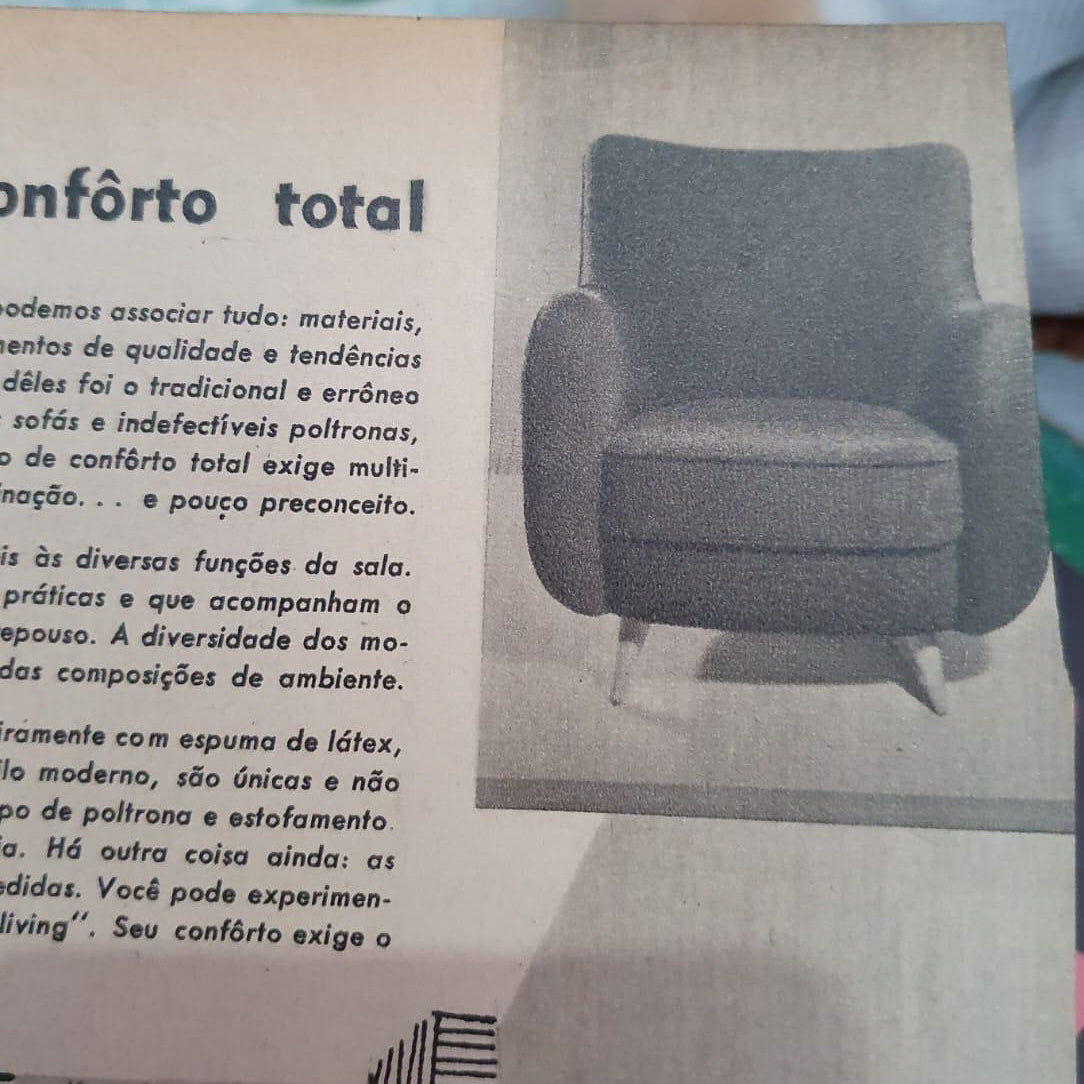 onfôrto total
podemos associar tudo: materiais,
mentos de qualidade e tendências
dêles foi o tradicional e errôneo
sofás e indefectíveis poltronas,
o de confôrto total exige multi-
inação. . . e pouço preconceito.
is às diversas funções da sala.
práticas e que acompanham o
epouso. A diversidade dos mo-
das composições de ambiente.
iramente com espuma de látex,
ilo moderno, são únicas e não
po de poltrona e estofamento.
ia. Há outra coisa ainda: as
edidas. Você pode experimen-
living". Seu confôrto exige o